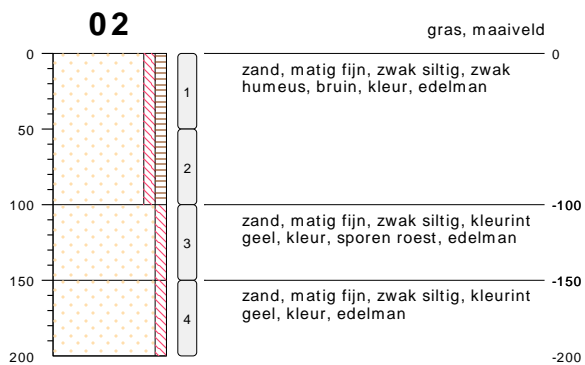 02
gras, maaiveld
0
0
zand, matig fijn, zwak siltig, zwak
humeus, bruin, kleur, edelman
1
50
2
100
-100
zand, matig fijn, zwak siltig, kleurint
geel, kleur, sporen roest, edelman
3
150
-150
zand, matig fijn, zwak siltig, kleurint
geel, kleur, edelman
4
200
-200